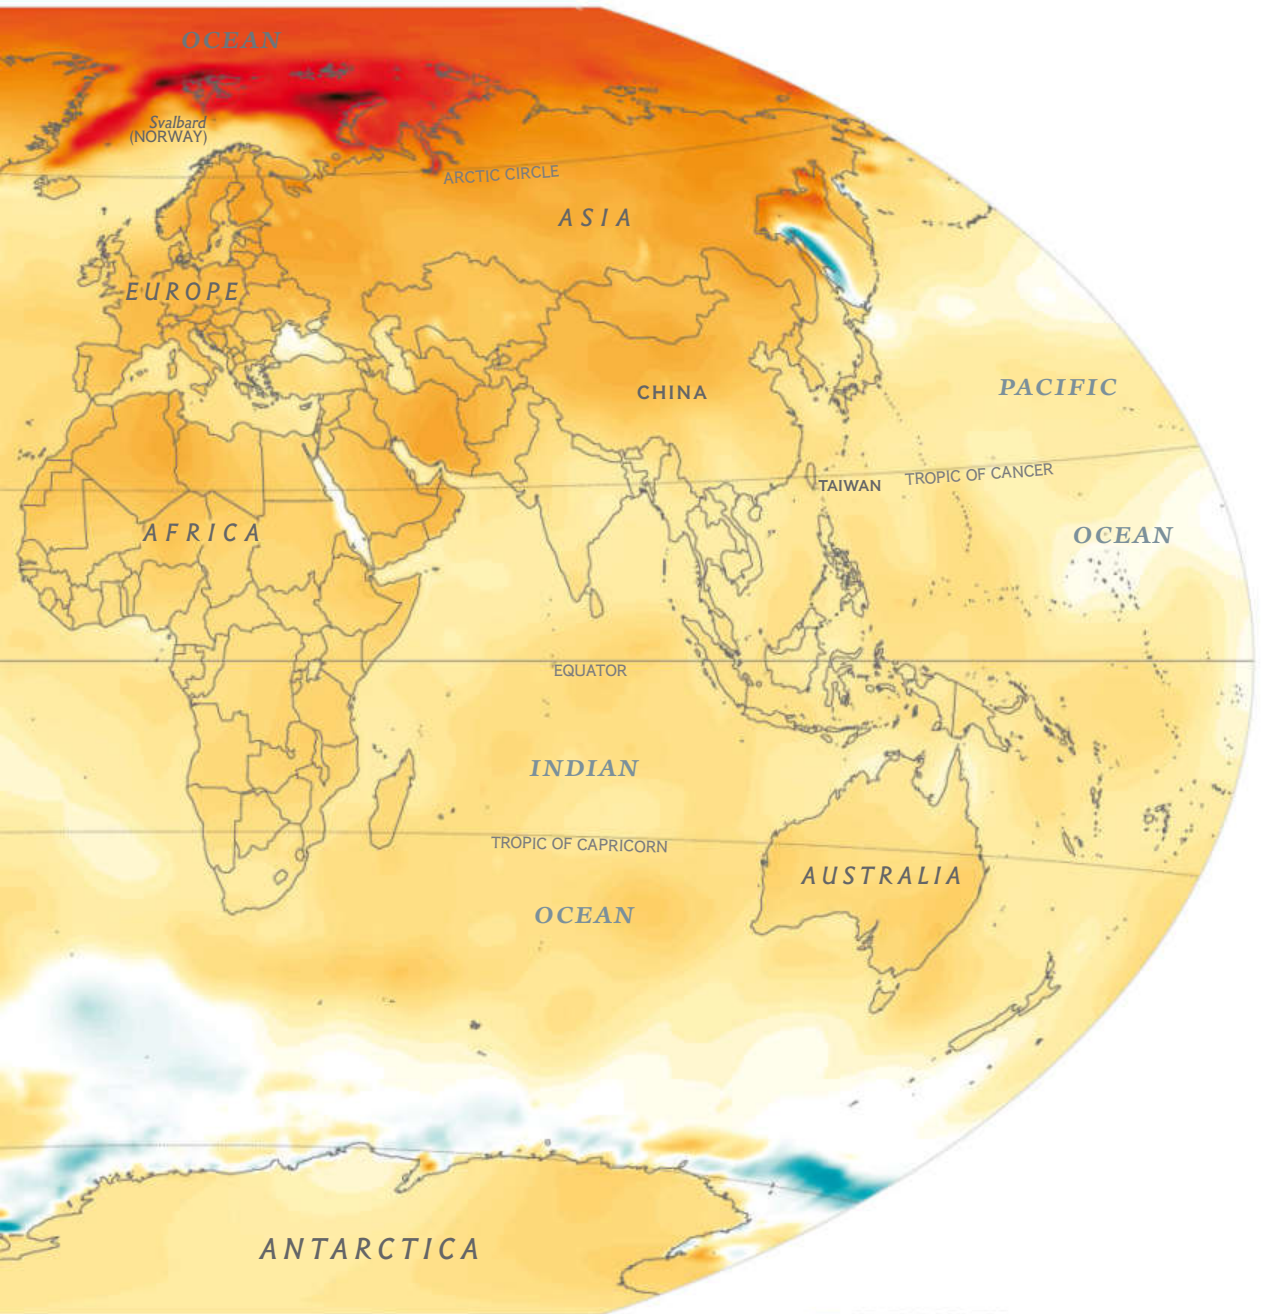 OCEAN
Svalbard
(NORWAY)
ARCTIC CIRCLE
ASIA
EUROPE
CHINA
PACIFIC
TROPIC OF CANCER
TAIWAN
AFRICA
OCEAN
EQUATOR
INDIAN
TROPIC OF CAPRICORN
AUSTRALIA
OCEAN
ANTARCTICA